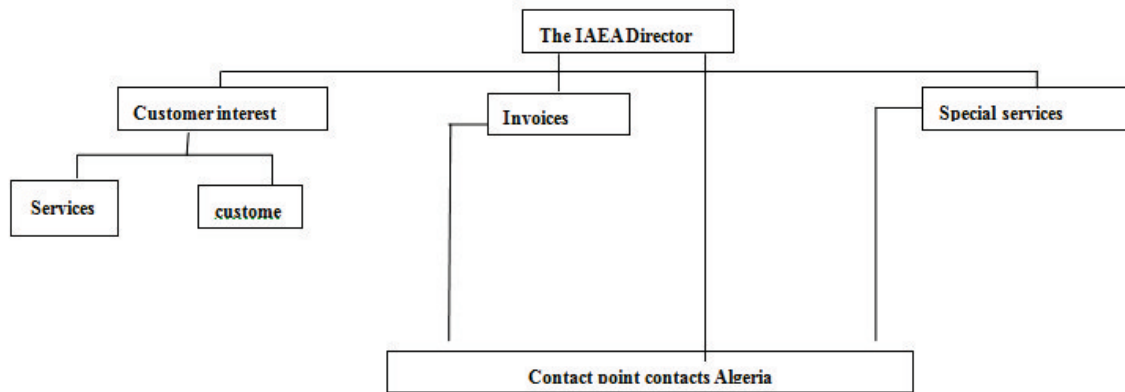 The IAEA Director
Customer interest
Invoices
Special services
Services
custome
Contact point contacts Algeria